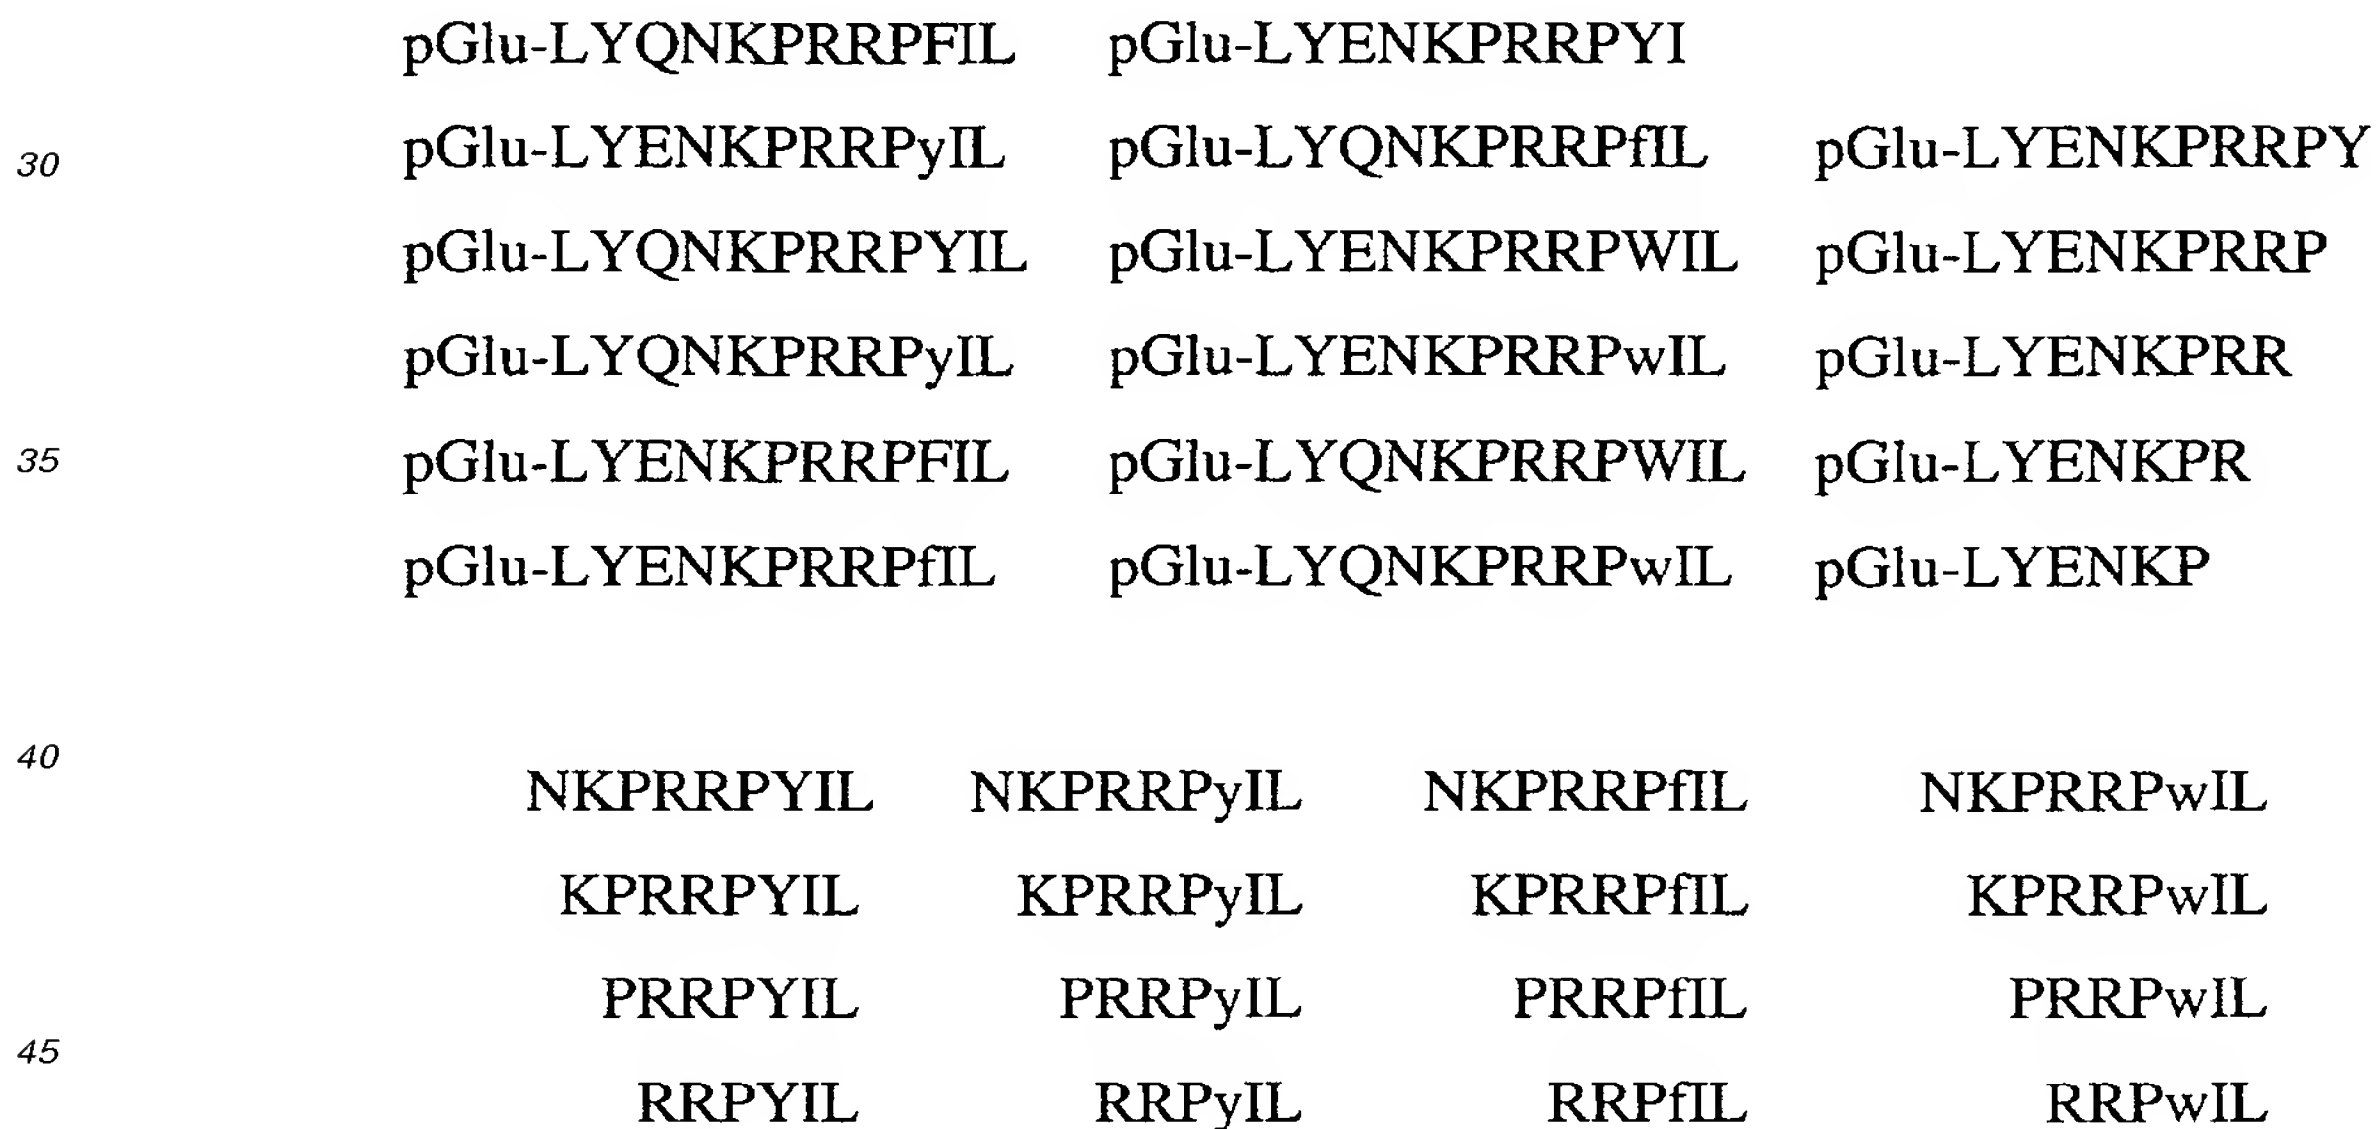 pGlu-LYQNKPRRPFIL pGlu-LYENKPRRPYI
30 pGlu-LYENKPRRPyIL pGlu-LYQNKPRRPfIL pGlu-LYENKPRRPY
pGlu-LYQNKPRRPYIL pGlu-LYENKPRRPWIL pGlu-LYENKPRRP
pGlu-LYQNKPRRPyIL pGlu-LYENKPRRPwIL pGlu-LYENKPRR
35 pGlu-LYENKPRRPFIL pGlu-LYQNKPRRPWIL pGlu-LYENKPR
pGlu-LYENKPRRPfIL pGlu-LYQNKPRRPwIL pGlu-LYENKP
40
NKPRRPYIL NKPRRPyIL NKPRRPfIL NKPRRPwIL
KPRRPYIL KPRRPyIL KPRRPfIL KPRRPwIL
PRRPYIL PRRPyIL PRRPfIL PRRPwIL
45
RRPYIL RRPyIL RRPfIL RRPwIL